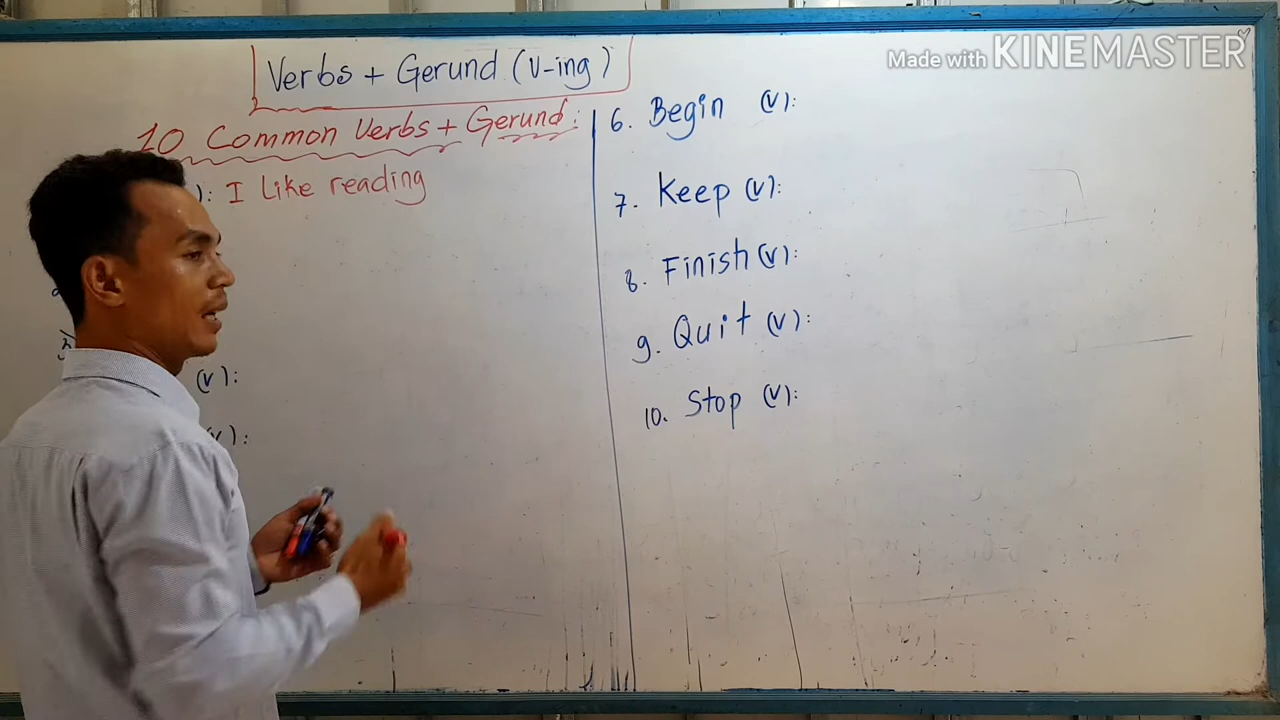 Made with KINEMASTER
Verbs + Gerund (V-ing)
10 Common Verbs + Gerund:
): I like reading
(v):
(v):
6. Begin (v):
7. Keep (v):
8. Finish (v):
9. Quit (v):
10. Stop (v):